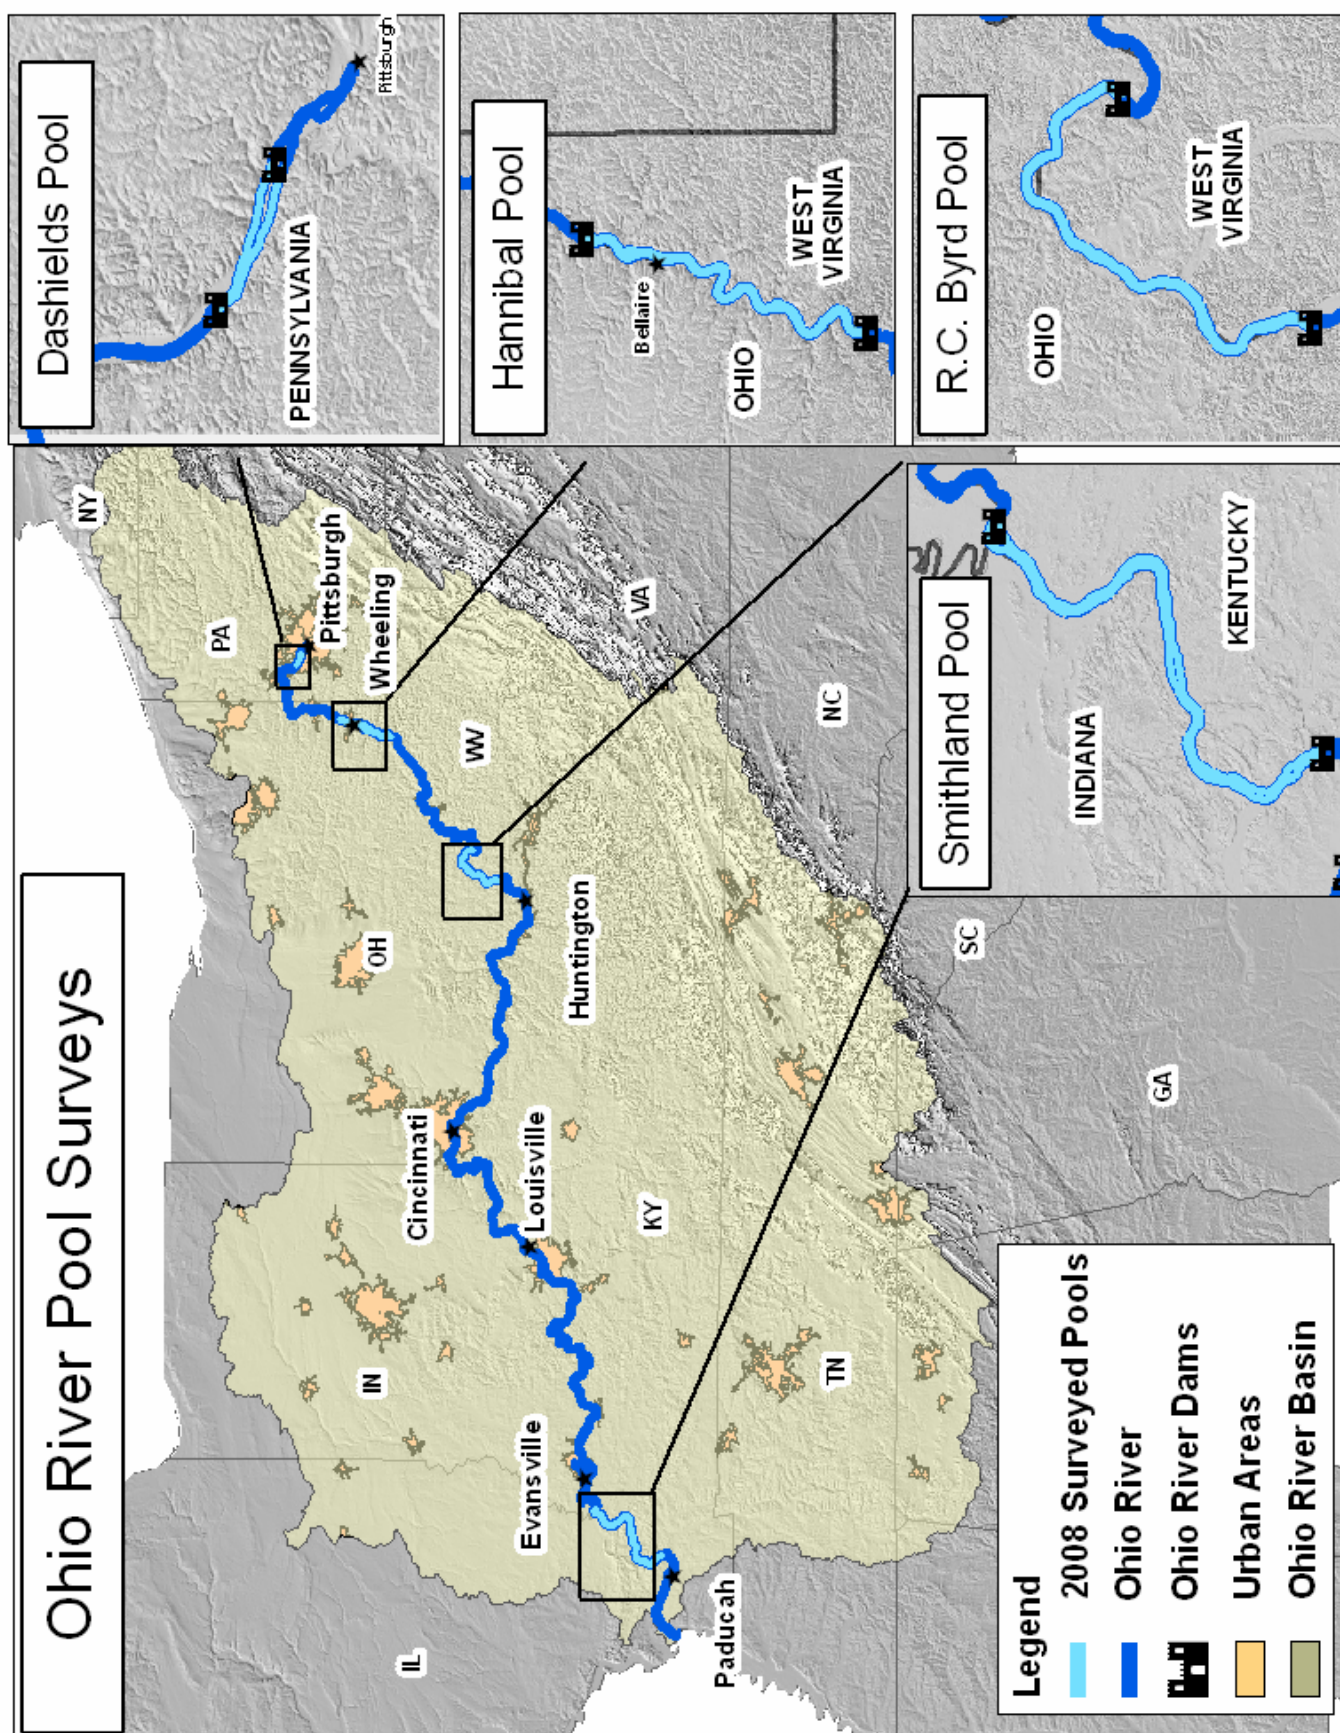 Ohio River Pool Surveys
NY
PA
Pittsburgh
Wheeling
OH
WV
VA
IN
Cincinnati
Huntington
NC
IL
Evansville
Louisville
KY
SC
Paducah
TN
GA
Dashields Pool
PENNSYLVANIA
Pittsburgh
Hannibal Pool
Bellaire
OHIO
WEST
VIRGINIA
R.C. Byrd Pool
OHIO
WEST
VIRGINIA
Smithland Pool
INDIANA
KENTUCKY
Legend
2008 Surveyed Pools
Ohio River
Ohio River Dams
Urban Areas
Ohio River Basin